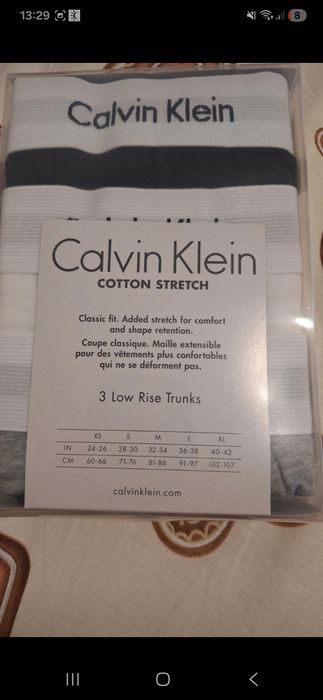 13:29
8
Calvin Klein
Calvin Klein
COTTON STRETCH
Classic fit. Added stretch for comfort
and shape retention.
Coupe classique. Maille extensible
pour des vêtements plus confortables
qui ne se déforment pas.
3 Low Rise Trunks
XS S M L XL
IN 24-26 28-30 32-34 36-38 40-42
CM 60-66 71-76 81-86 91-97 102-107
calvinklein.com